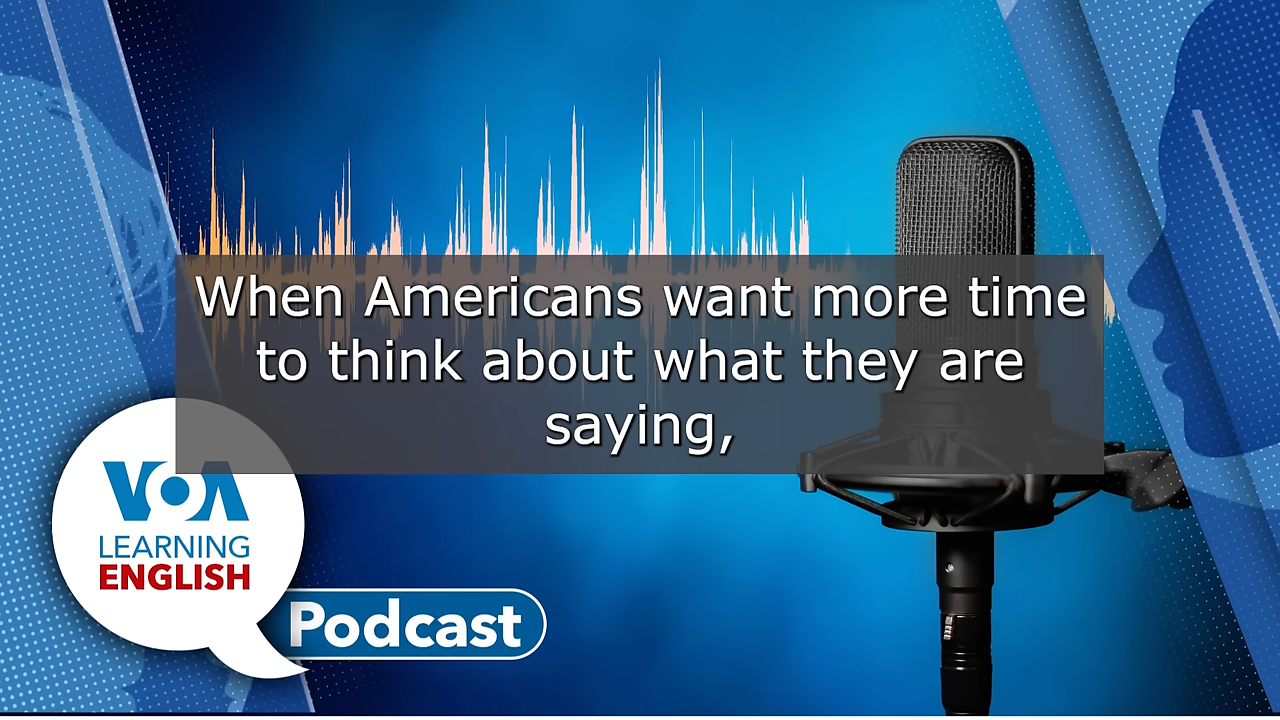 When Americans want more time
to think about what they are
saying,
VOA
LEARNING
ENGLISH
Podcast